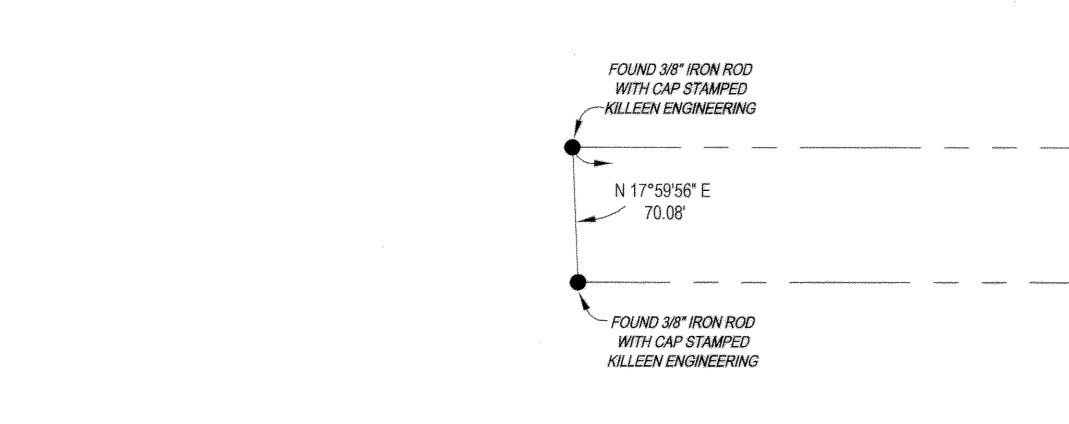 FOUND 3/8" IRON ROD
WITH CAP STAMPED
KILLEEN ENGINEERING
N 17°59'56" E
70.08'
FOUND 3/8" IRON ROD
WITH CAP STAMPED
KILLEEN ENGINEERING